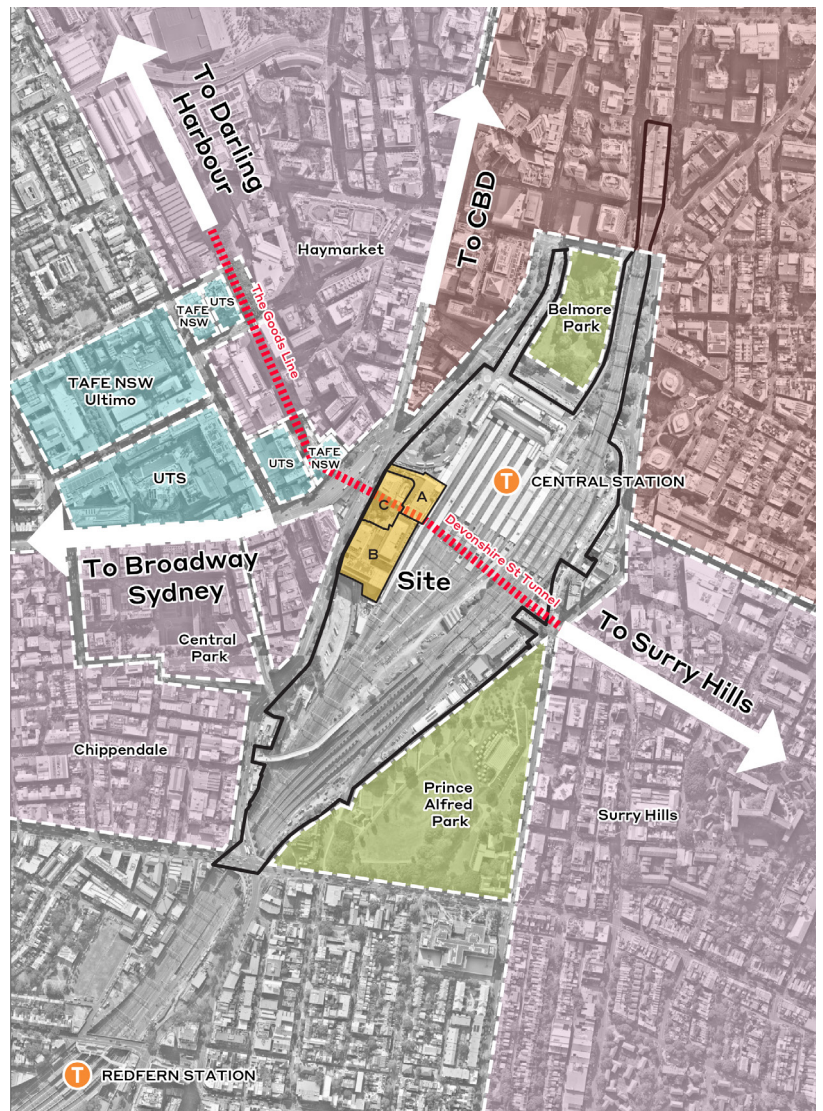 To Darling
Harbour
To CBD
Haymarket
The Goods Line
Belmore
Park
TAFE
NSW
UTS
TAFE NSW
Ultimo
UTS
UTS
TAFE
NSW
T
CENTRAL STATION
A
C
B
Site
Devonshire St Tunnel
To Broadway
Sydney
Central
Park
To Surry Hills
Chippendale
Prince
Alfred
Park
Surry Hills
T
REDFERN STATION